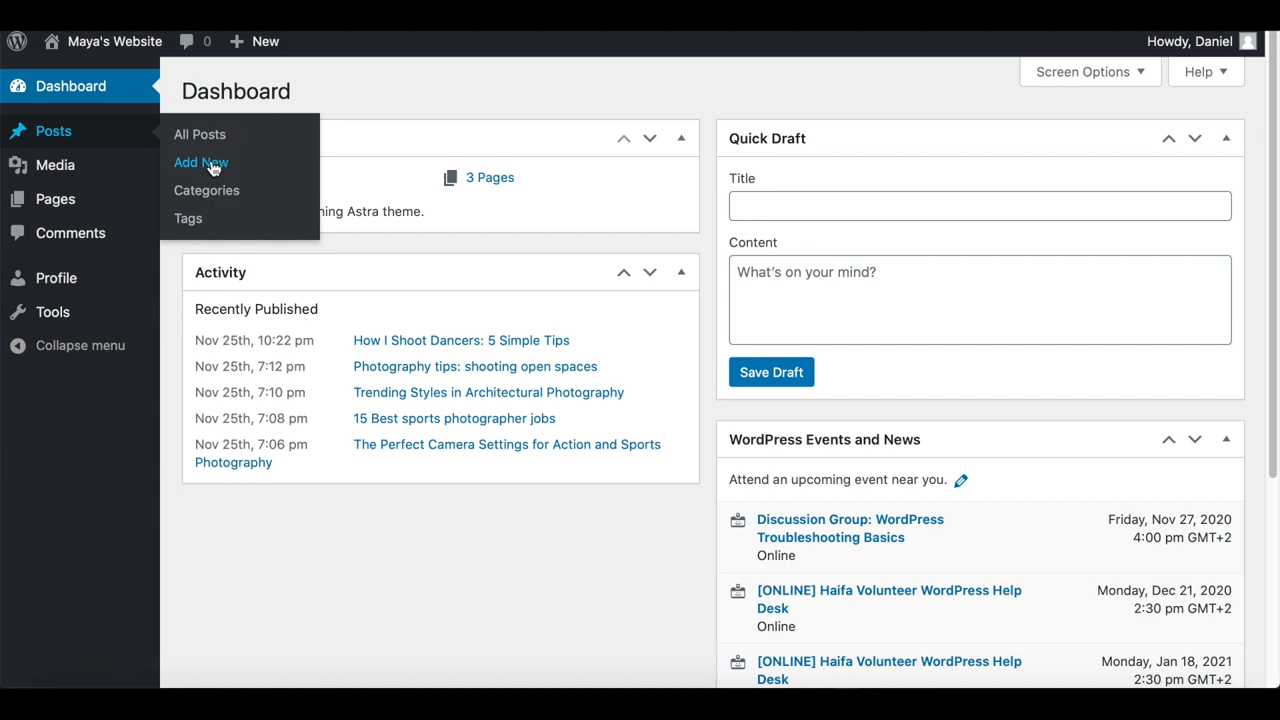 Maya's Website 0 New Howdy, Daniel
Dashboard
Posts
Media
Pages
Comments
Profile
Tools
Collapse menu
All Posts
Add New
Categories
Tags
Screen Options Help
Dashboard
3 Pages
Astra theme.
Activity
Recently Published
Nov 25th, 10:22 pm How I Shoot Dancers: 5 Simple Tips
Nov 25th, 7:12 pm Photography tips: shooting open spaces
Nov 25th, 7:10 pm Trending Styles in Architectural Photography
Nov 25th, 7:08 pm 15 Best sports photographer jobs
Nov 25th, 7:06 pm The Perfect Camera Settings for Action and Sports
Photography
Quick Draft
Title
Content
What's on your mind?
Save Draft
WordPress Events and News
Attend an upcoming event near you.
Discussion Group: WordPress Friday, Nov 27, 2020
Troubleshooting Basics 4:00 pm GMT+2
Online
[ONLINE] Haifa Volunteer WordPress Help Monday, Dec 21, 2020
Desk 2:30 pm GMT+2
Online
[ONLINE] Haifa Volunteer WordPress Help Monday, Jan 18, 2021
Desk 2:30 pm GMT+2